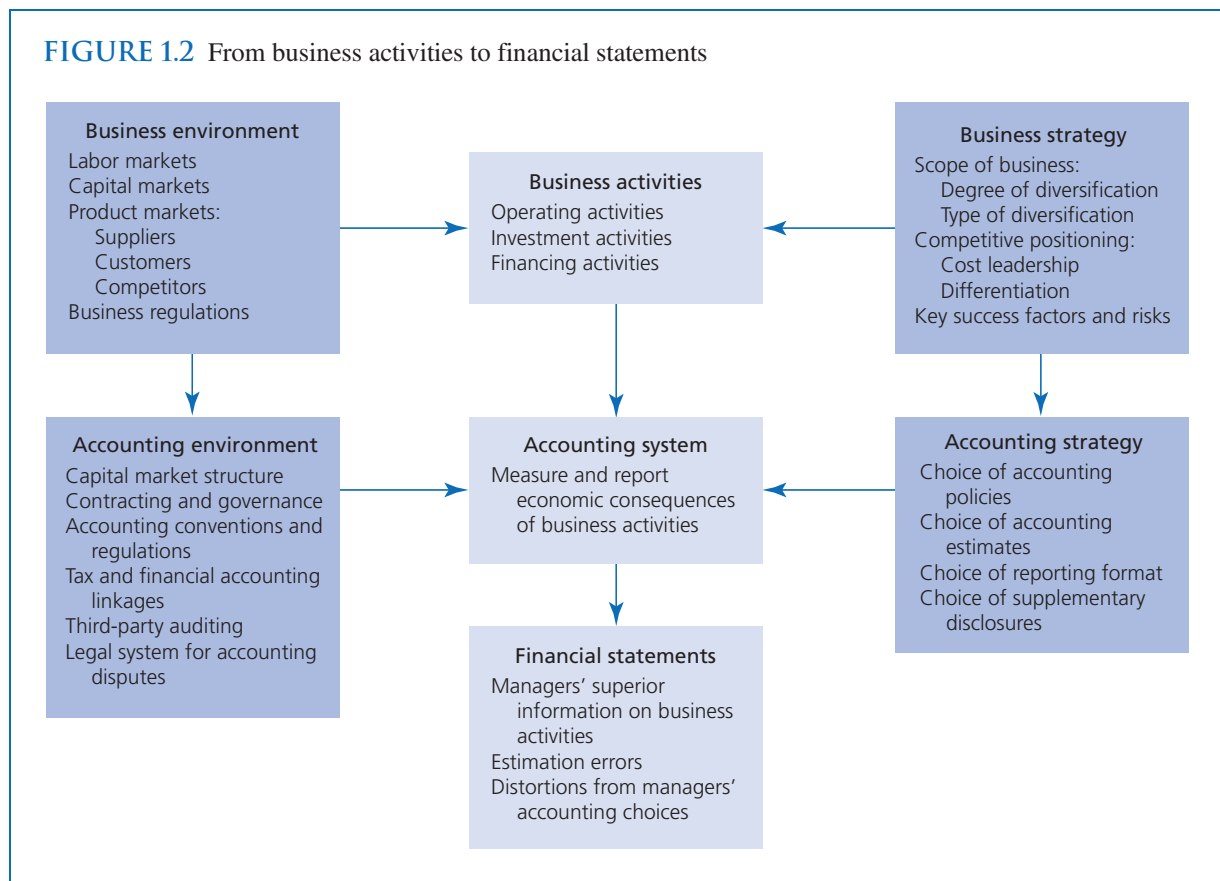 FIGURE 1.2 From business activities to financial statements
Business environment
Labor markets
Capital markets
Product markets:
Suppliers
Customers
Competitors
Business regulations
Business activities
Operating activities
Investment activities
Financing activities
Business strategy
Scope of business:
Degree of diversification
Type of diversification
Competitive positioning:
Cost leadership
Differentiation
Key success factors and risks
Accounting environment
Capital market structure
Contracting and governance
Accounting conventions and
regulations
Tax and financial accounting
linkages
Third-party auditing
Legal system for accounting
disputes
Accounting system
Measure and report
economic consequences
of business activities
Accounting strategy
Choice of accounting
policies
Choice of accounting
estimates
Choice of reporting format
Choice of supplementary
disclosures
Financial statements
Managers’ superior
information on business
activities
Estimation errors
Distortions from managers’
accounting choices